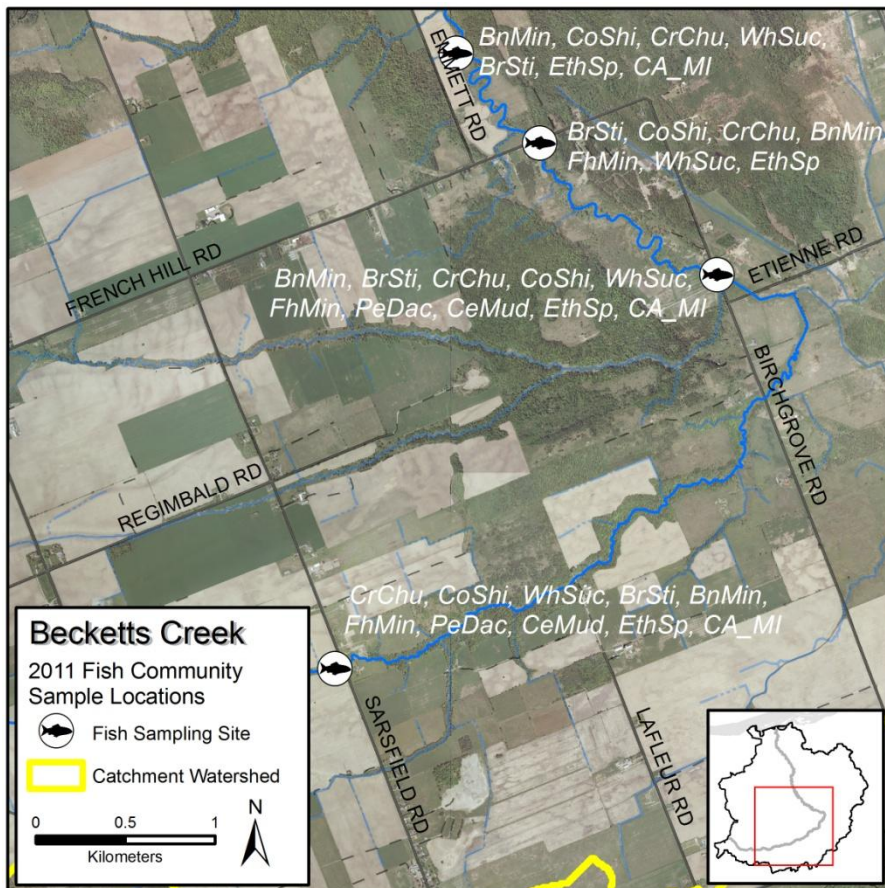 EMMETT RD
BnMin, CoShi, CrChu, WhSuc,
BrSti, EthSp, CA_MI
BrSti, CoShi, CrChu, BnMin,
FhMin, WhSuc, EthSp
FRENCH HILL RD
ETIENNE RD
BnMin, BrSti, CrChu, CoShi, WhSuc,
FhMin, PeDac, CeMud, EthSp, CA_MI
BIRCHGROVE RD
REGIMBALD RD
CrChu, CoShi, WhSuc, BrSti, BnMin,
FhMin, PeDac, CeMud, EthSp, CA_MI
SARSFIELD RD
LAFLEUR RD
Becketts Creek
2011 Fish Community
Sample Locations
Fish Sampling Site
Catchment Watershed
N
0 0.5 1
Kilometers